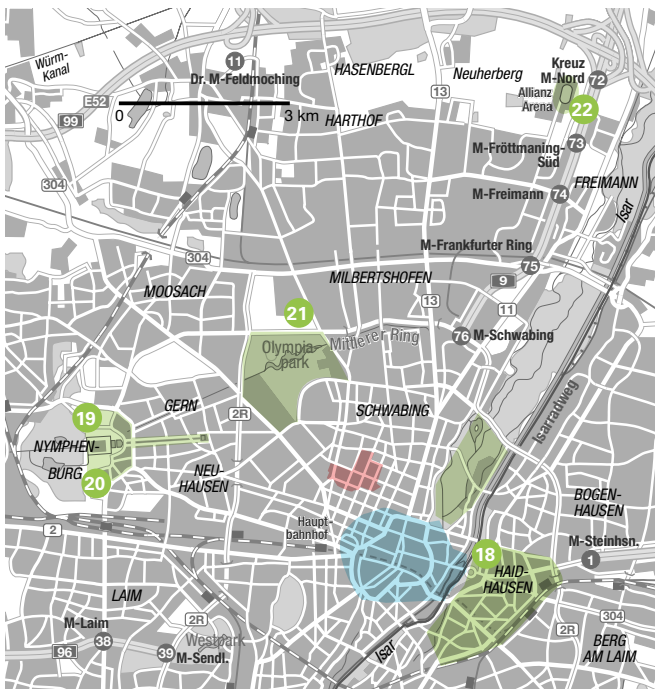 Würm-
Kanal
11
Dr. M-Feldmoching
HASENBERGL
Neuherberg
Kreuz
M-Nord
72
Allianz
Arena
22
E52
99
0
3 km
13
HARTHOF
M-Fröttmaning-
Süd
73
304
FREIMANN
M-Freimann
74
Isar
304
M-Frankfurter Ring
75
MILBERTSHOFEN
9
MOOSACH
13
11
21
Mittlerer Ring
76
M-Schwabing
Olympia-
park
Isarradweg
19
GERN
2R
SCHWABING
NYMPHEN-
BURG
20
NEU-
HAUSEN
BOGEN-
HAUSEN
2
Haupt-
bahnhof
18
M-Steinhsn.
1
HAID-
HAUSEN
LAIM
M-Laim
38
2R
Westpark
304
2R
96
39
M-Sendl.
Isar
BERG
AM LAIM